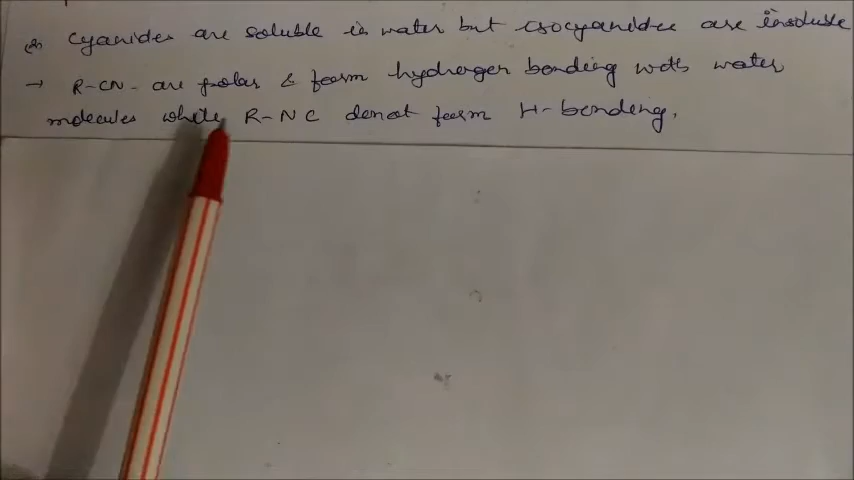 (2) cyanides are soluble in water but isocyanides are insoluble
→ R-CN- are polar & form hydrogen bonding with water
molecules while R-NC donot form H-bonding.